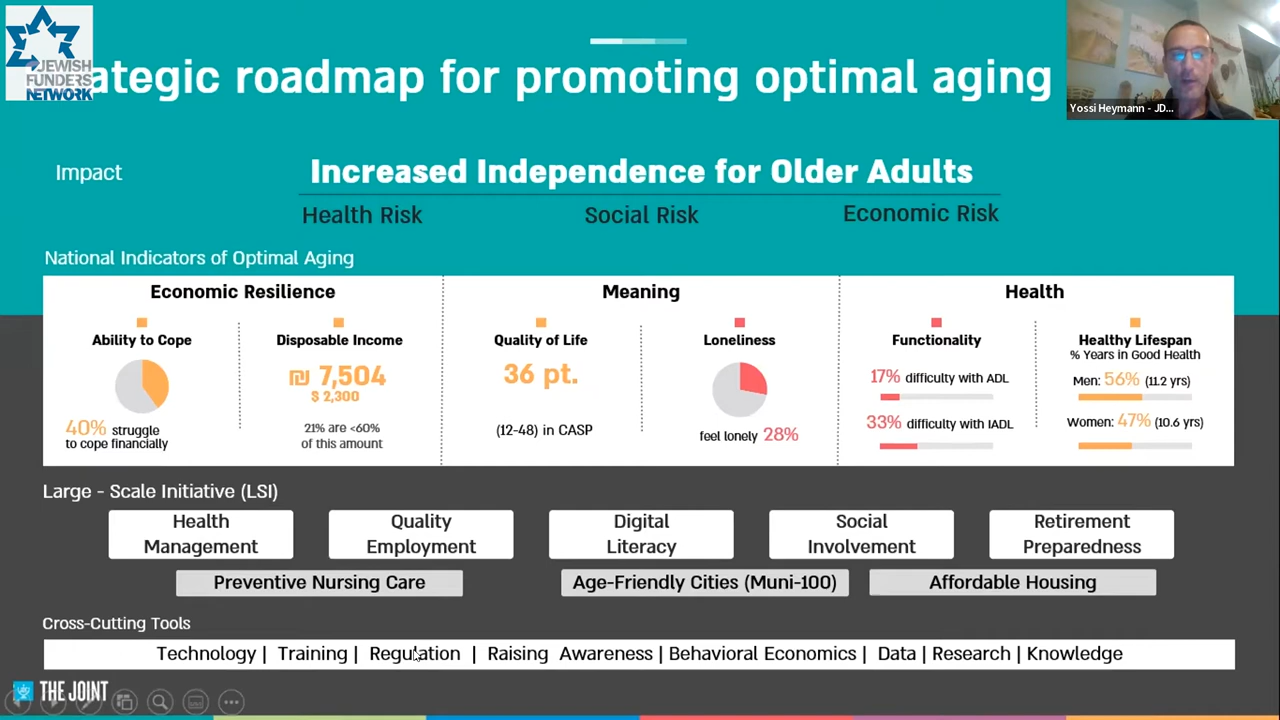 JEWISH
FUNDERS
NETWORK
ategic roadmap for promoting optimal aging
Yossi Heymann - JD...
Impact
Increased Independence for Older Adults
Health Risk
Social Risk
Economic Risk
National Indicators of Optimal Aging
Economic Resilience
Ability to Cope
40% struggle
to cope financially
Disposable Income
₪ 7,504
$ 2,300
21% are <60%
of this amount
Meaning
Quality of Life
36 pt.
(12-48) in CASP
Loneliness
feel lonely 28%
Health
Functionality
17% difficulty with ADL
33% difficulty with IADL
Healthy Lifespan
% Years in Good Health
Men: 56% (11.2 yrs)
Women: 47% (10.6 yrs)
Large - Scale Initiative (LSI)
Health
Management
Quality
Employment
Digital
Literacy
Social
Involvement
Retirement
Preparedness
Preventive Nursing Care
Age-Friendly Cities (Muni-100)
Affordable Housing
Cross-Cutting Tools
Technology | Training | Regulation | Raising Awareness | Behavioral Economics | Data | Research | Knowledge
THE JOINT